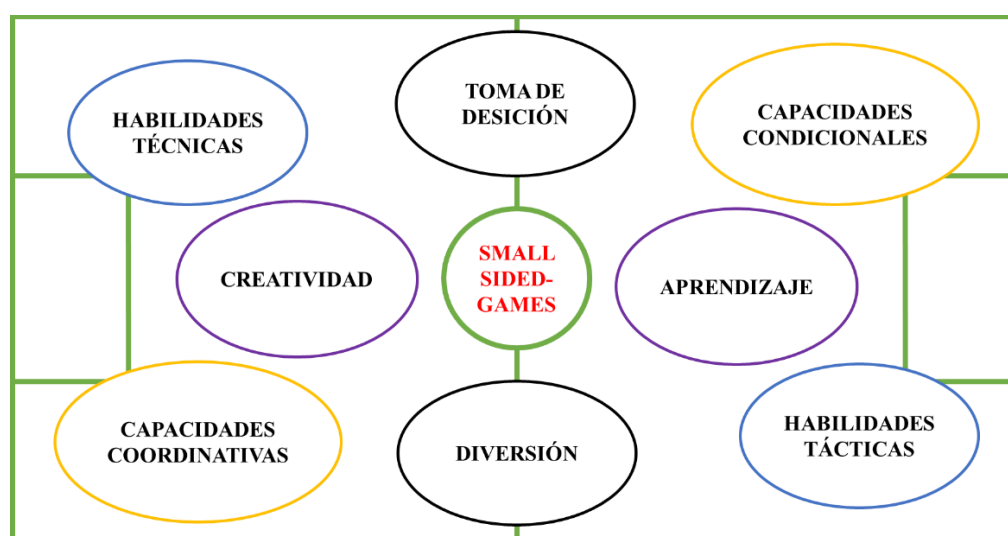 HABILIDADES
TÉCNICAS
TOMA DE
DESICIÓN
CAPACIDADES
CONDICIONALES
CREATIVIDAD
SMALL
SIDED-
GAMES
APRENDIZAJE
CAPACIDADES
COORDINATIVAS
DIVERSIÓN
HABILIDADES
TÁCTICAS